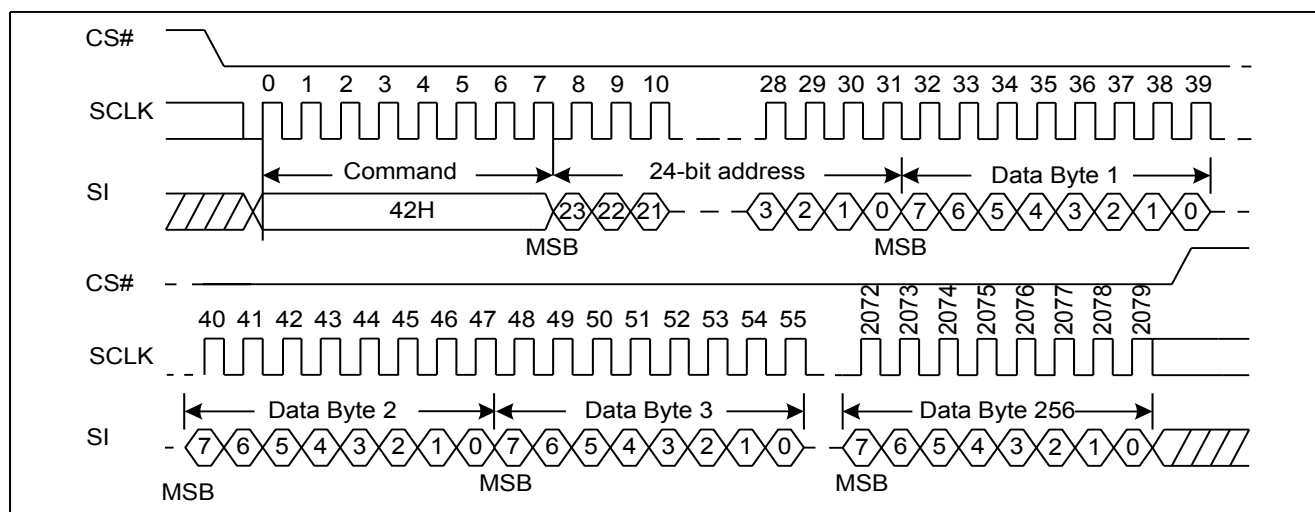 CS#
0 1 2 3 4 5 6 7 8 9 10 28 29 30 31 32 33 34 35 36 37 38 39
SCLK
Command 24-bit address Data Byte 1
SI
42H 23 22 21 3 2 1 0 7 6 5 4 3 2 1 0
MSB MSB
CS#
40 41 42 43 44 45 46 47 48 49 50 51 52 53 54 55 2072 2073 2074 2075 2076 2077 2078 2079
SCLK
Data Byte 2 Data Byte 3 Data Byte 256
SI 7 6 5 4 3 2 1 0 7 6 5 4 3 2 1 0 7 6 5 4 3 2 1 0
MSB MSB MSB